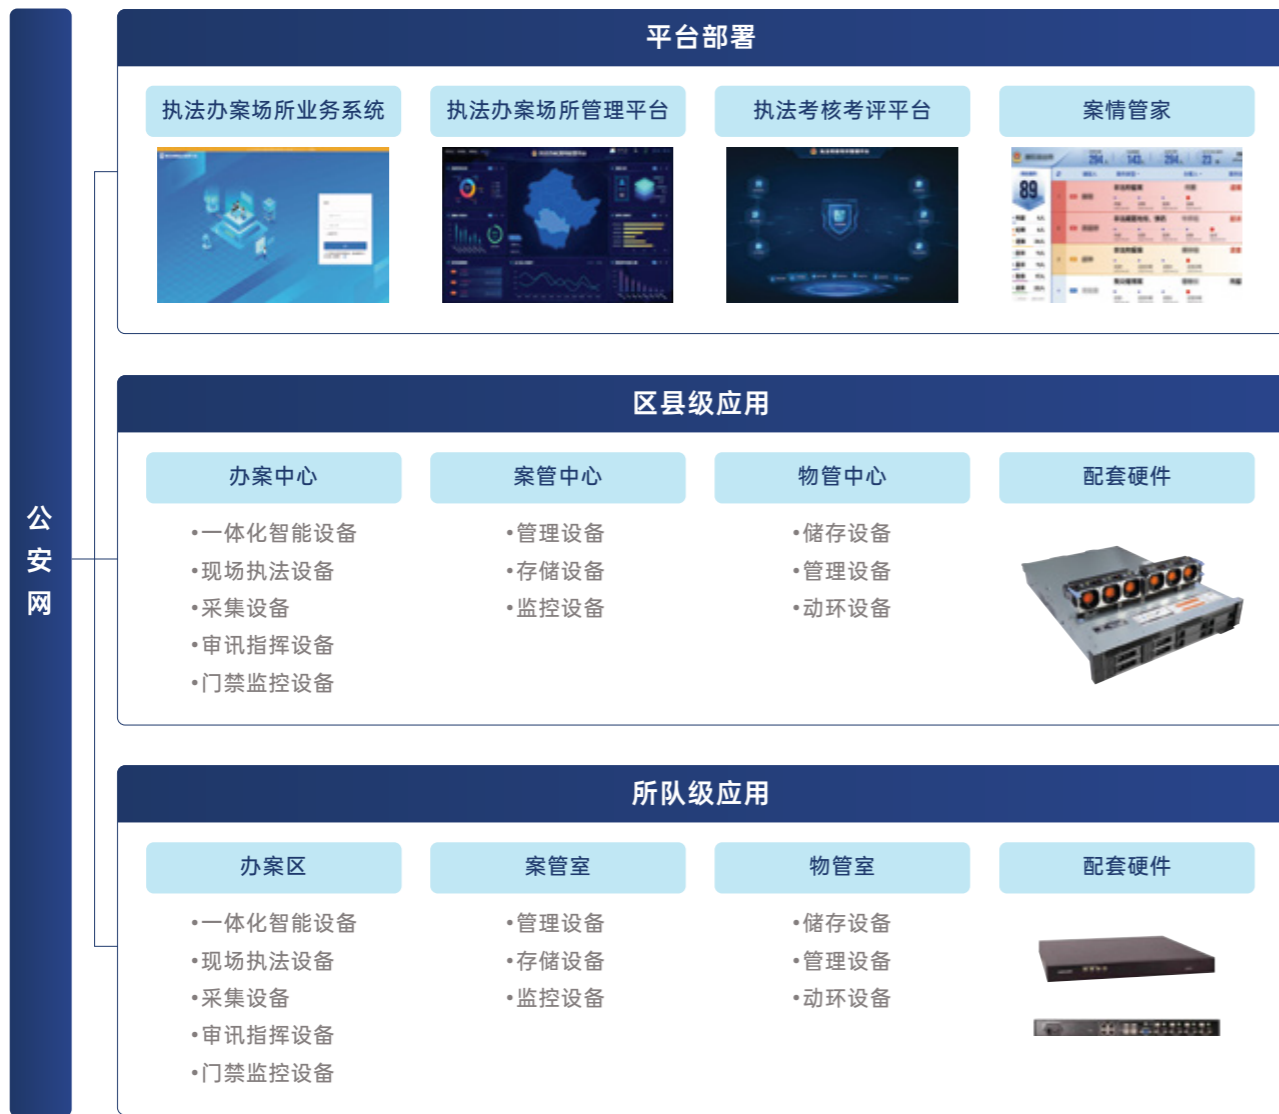 公安网
平台部署
执法办案场所业务系统
执法办案场所管理平台
执法考核考评平台
案情管家
294
143
294
23
89
区县级应用
办案中心
•一体化智能设备
•现场执法设备
•采集设备
•审讯指挥设备
•门禁监控设备
案管中心
•管理设备
•存储设备
•监控设备
物管中心
•储存设备
•管理设备
•动环设备
配套硬件
所队级应用
办案区
•一体化智能设备
•现场执法设备
•采集设备
•审讯指挥设备
•门禁监控设备
案管室
•管理设备
•存储设备
•监控设备
物管室
•储存设备
•管理设备
•动环设备
配套硬件